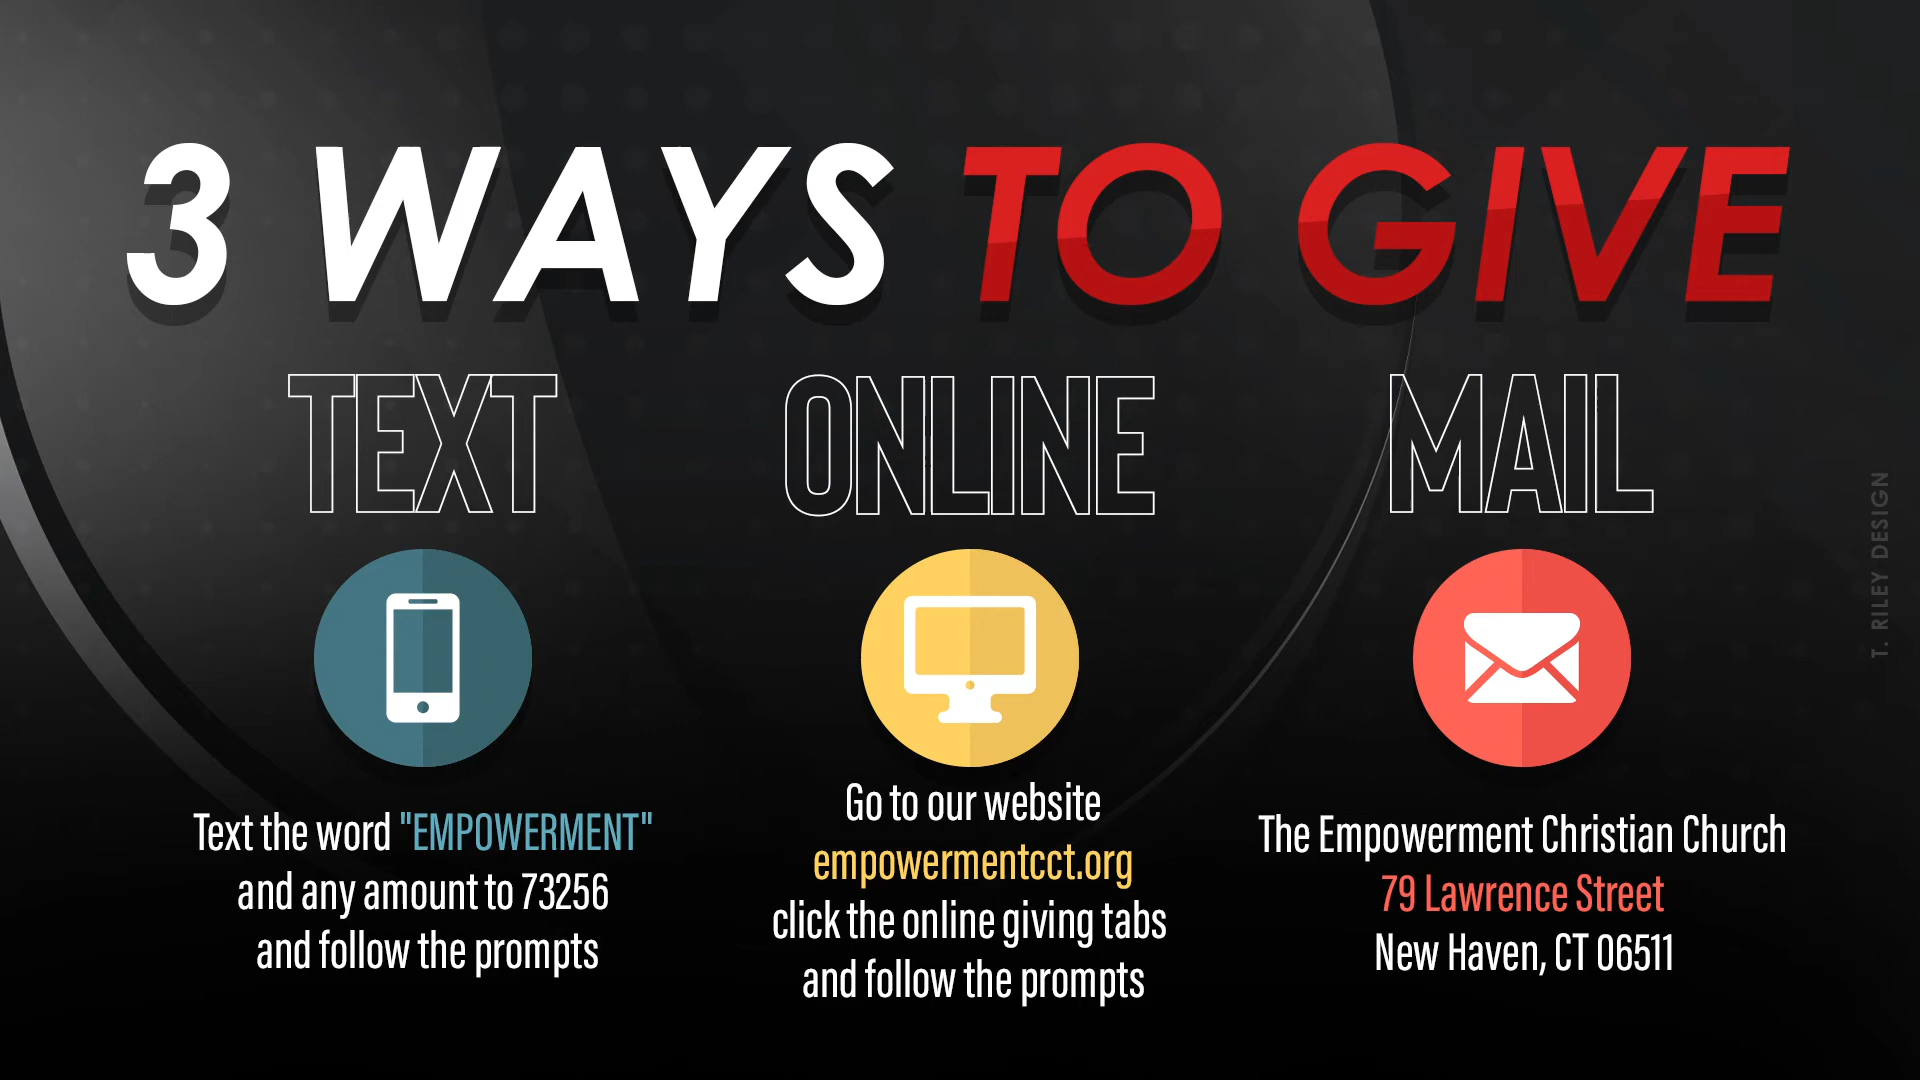 3 WAYS TO GIVE
TEXT
Text the word "EMPOWERMENT"
and any amount to 73256
and follow the prompts
ONLINE
Go to our website
empowermentcct.org
click the online giving tabs
and follow the prompts
MAIL
The Empowerment Christian Church
79 Lawrence Street
New Haven, CT 06511
T. RILEY DESIGN